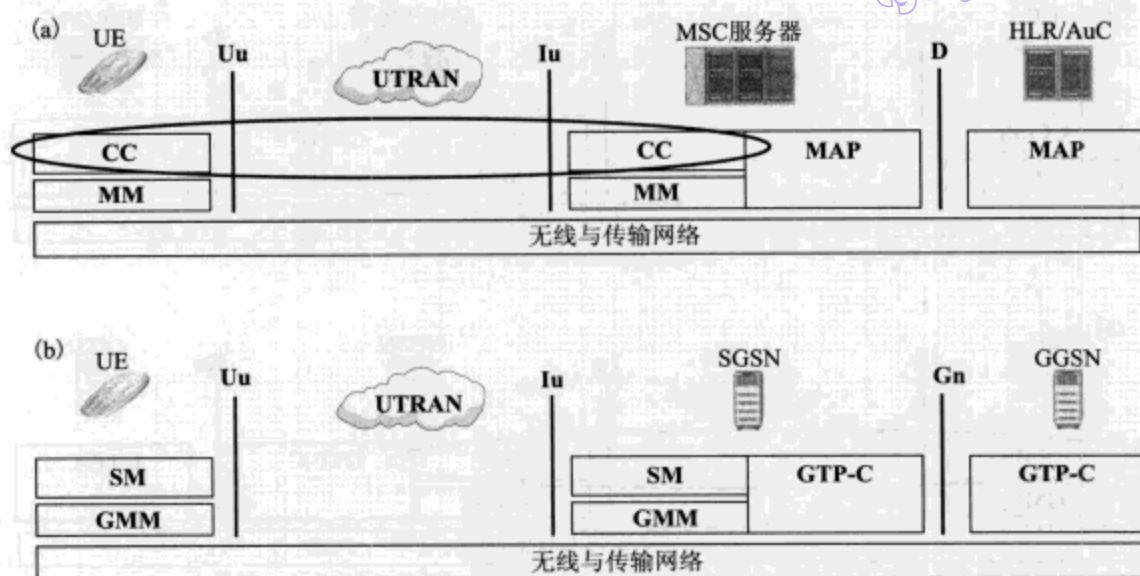 (a)
UE
Uu
UTRAN
Iu
MSC服务器
D
HLR/AuC
CC
CC
MAP
MAP
MM
MM
无线与传输网络
(b)
UE
Uu
UTRAN
Iu
SGSN
Gn
GGSN
SM
SM
GTP-C
GTP-C
GMM
GMM
无线与传输网络